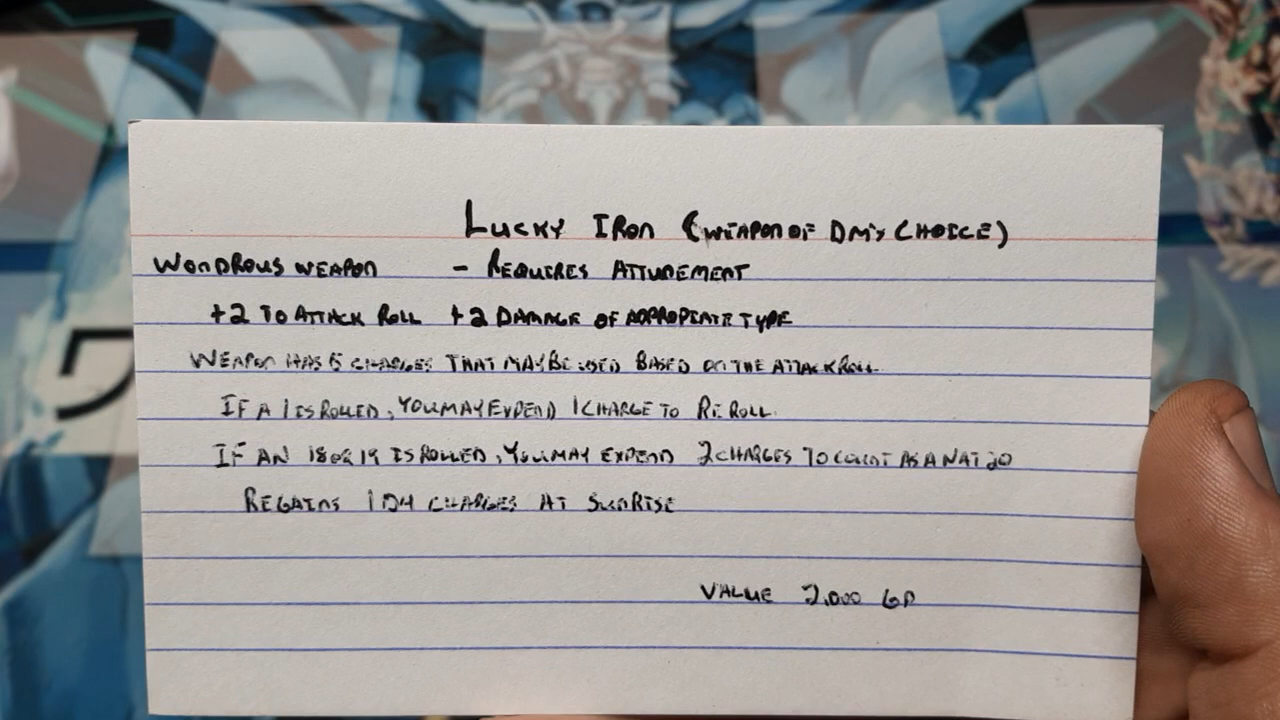 LUCKY IRON (WEAPON OF DM'S CHOICE)
WONDROUS WEAPON - REQUIRES ATTUNEMENT
+2 TO ATTACK ROLL +2 DAMAGE OF APPROPRIATE TYPE
WEAPON HAS 5 CHARGES THAT MAY BE USED BASED ON THE ATTACK ROLL.
IF A 1 IS ROLLED, YOU MAY EXPEND 1 CHARGE TO REROLL.
IF AN 18 OR 19 IS ROLLED, YOU MAY EXPEND 2 CHARGES TO COUNT AS A NAT 20
REGAINS 1D4 CHARGES AT SUNRISE
VALUE 2,000 GP